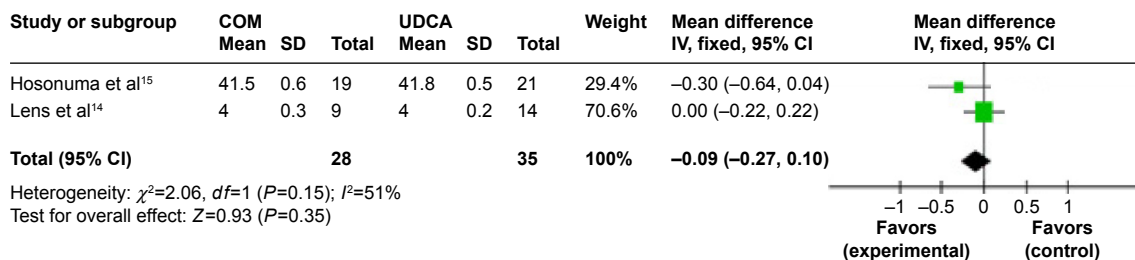 Study or subgroup COM UDCA Weight Mean difference Mean difference
Mean SD Total Mean SD Total IV, fixed, 95% CI IV, fixed, 95% CI
Hosonuma et al¹⁵ 41.5 0.6 19 41.8 0.5 21 29.4% –0.30 (–0.64, 0.04)
Lens et al¹⁴ 4 0.3 9 4 0.2 14 70.6% 0.00 (–0.22, 0.22)
Total (95% CI) 28 35 100% –0.09 (–0.27, 0.10)
Heterogeneity: χ²=2.06, df=1 (P=0.15); I²=51%
Test for overall effect: Z=0.93 (P=0.35)
–1 –0.5 0 0.5 1
Favors Favors
(experimental) (control)